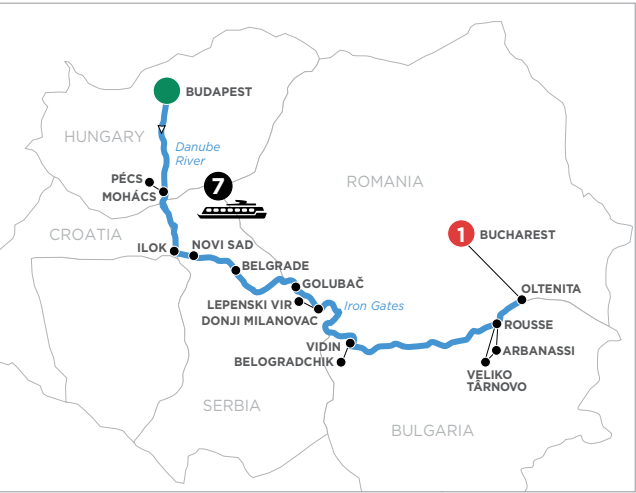 BUDAPEST
HUNGARY
Danube
River
PÉCS
MOHÁCS
7
ROMANIA
CROATIA
1
BUCHAREST
ILOK
NOVI SAD
BELGRADE
GOLUBAČ
OLTENITA
LEPENSKI VIR
Iron Gates
DONJI MILANOVAC
ROUSSE
VIDIN
ARBANASSI
BELOGRADCHIK
VELIKO
TÂRNOVO
SERBIA
BULGARIA